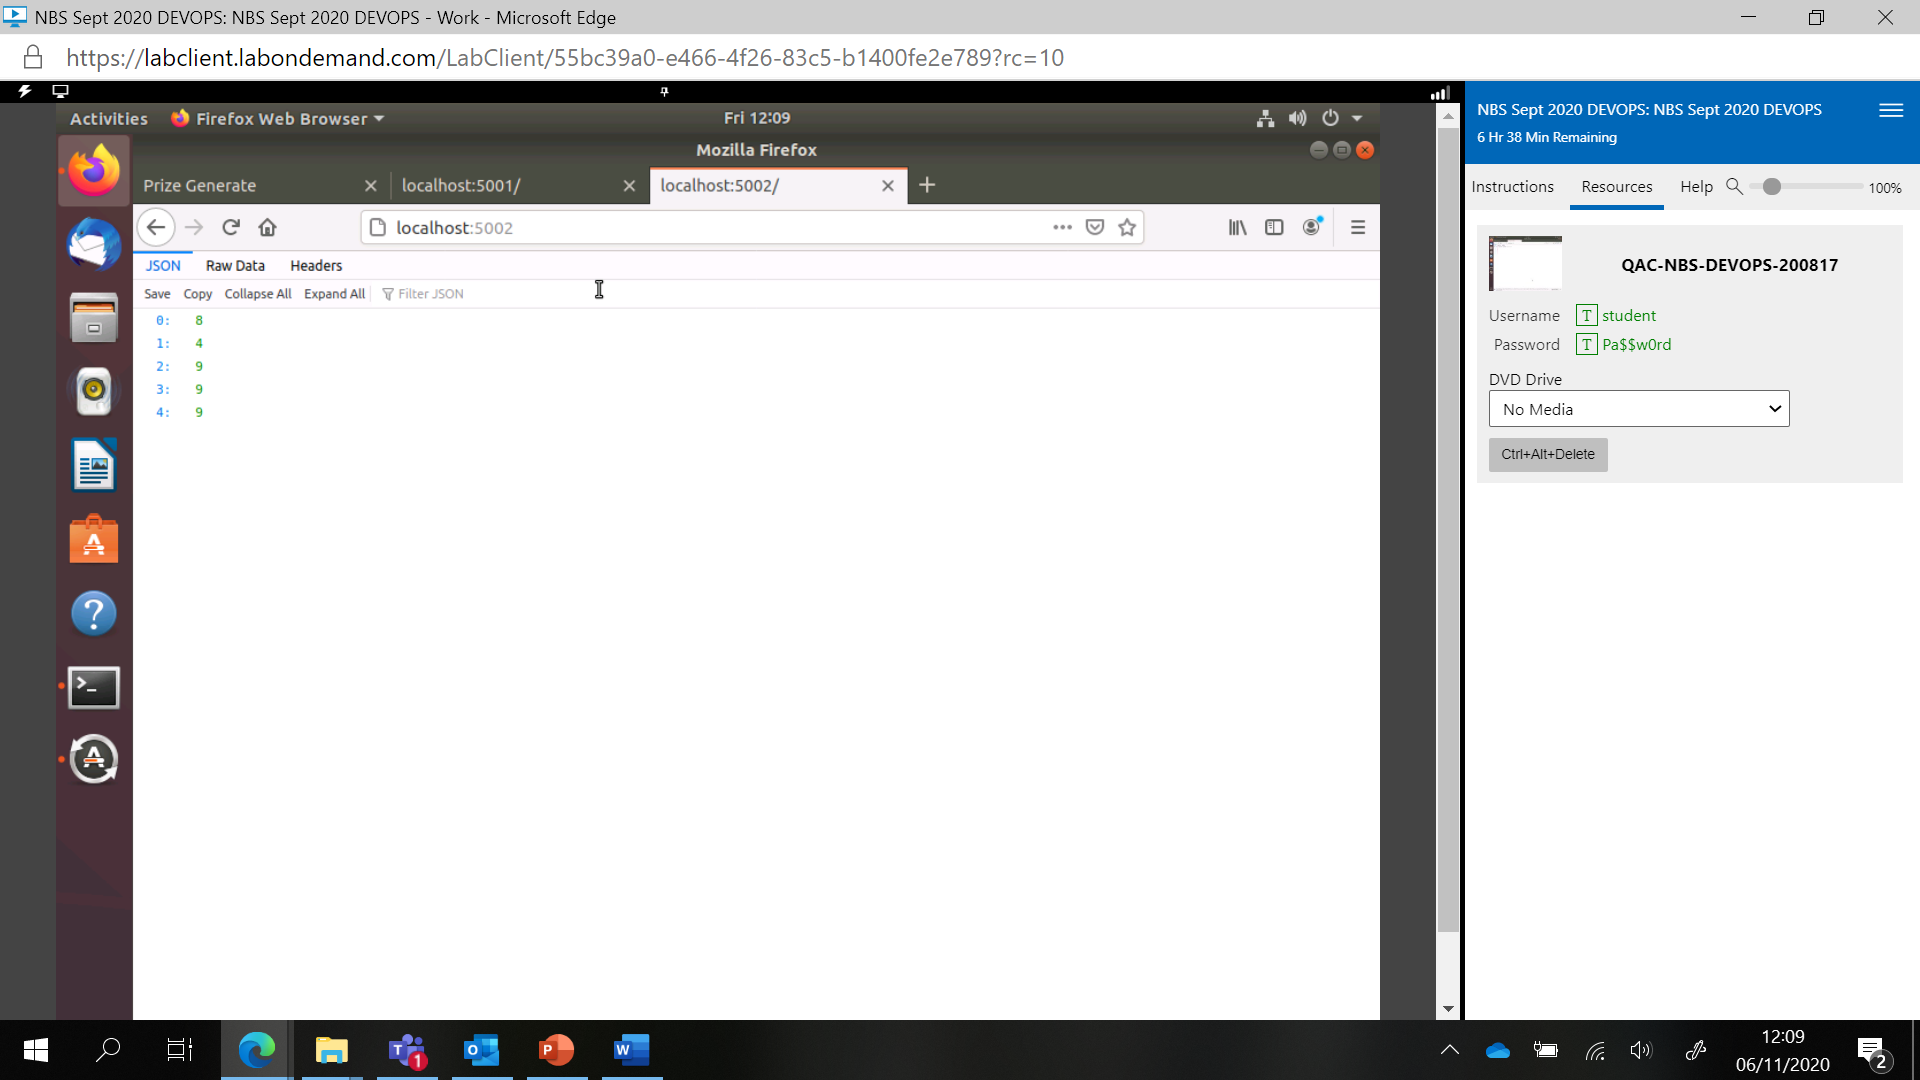 NBS Sept 2020 DEVOPS: NBS Sept 2020 DEVOPS - Work - Microsoft Edge
https://labclient.labondemand.com/LabClient/55bc39a0-e466-4f26-83c5-b1400fe2e789?rc=10
Activities Firefox Web Browser Fri 12:09
Mozilla Firefox
Prize Generate localhost:5001/ localhost:5002/
localhost:5002
JSON Raw Data Headers
Save Copy Collapse All Expand All Filter JSON
0: 8
1: 4
2: 9
3: 9
4: 9
NBS Sept 2020 DEVOPS: NBS Sept 2020 DEVOPS
6 Hr 38 Min Remaining
Instructions Resources Help 100%
QAC-NBS-DEVOPS-200817
Username T student
Password T Pa$$w0rd
DVD Drive
No Media
Ctrl+Alt+Delete
12:09
06/11/2020
1
2